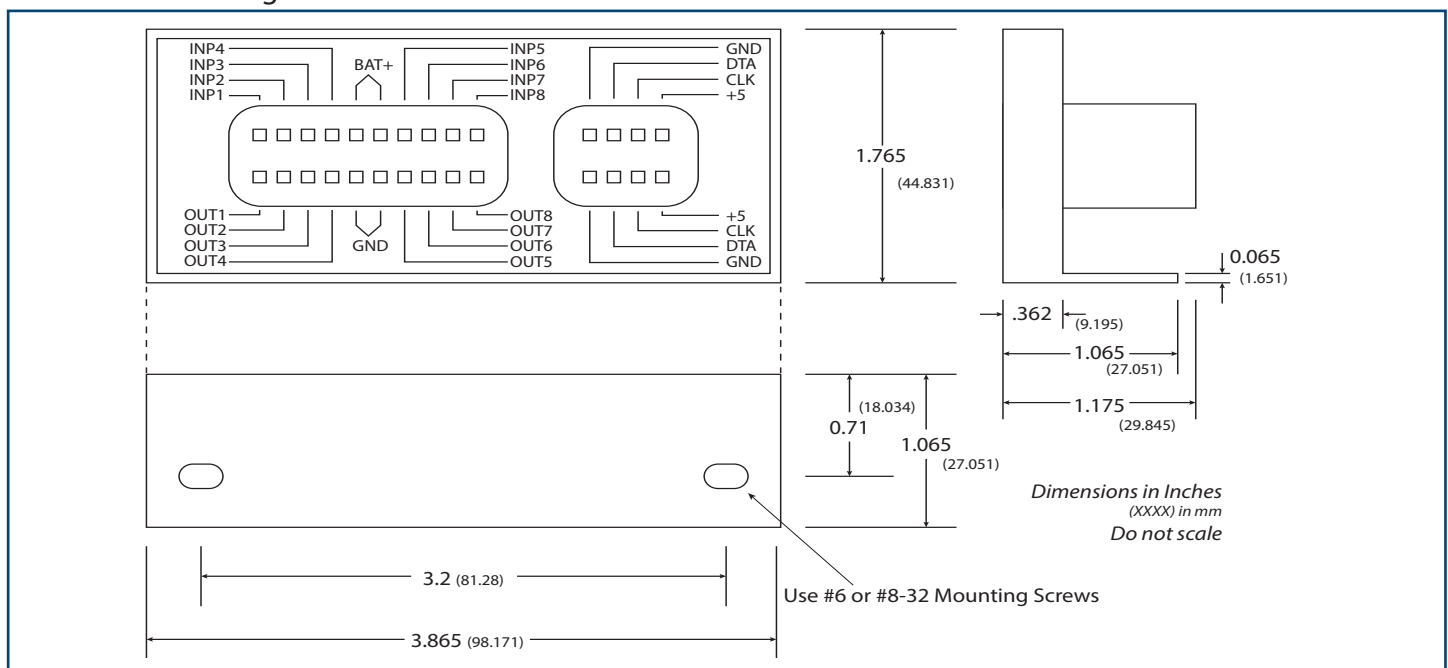 INP4
INP3
INP2
INP1
BAT+
INP5
INP6
INP7
INP8
GND
DTA
CLK
+5
OUT1
OUT2
OUT3
OUT4
GND
OUT8
OUT7
OUT6
OUT5
+5
CLK
DTA
GND
1.765
(44.831)
0.065
(1.651)
.362
(9.195)
1.065
(27.051)
1.175
(29.845)
(18.034)
0.71
1.065
(27.051)
Dimensions in Inches
(XXXX) in mm
Do not scale
3.2 (81.28)
Use #6 or #8-32 Mounting Screws
3.865 (98.171)